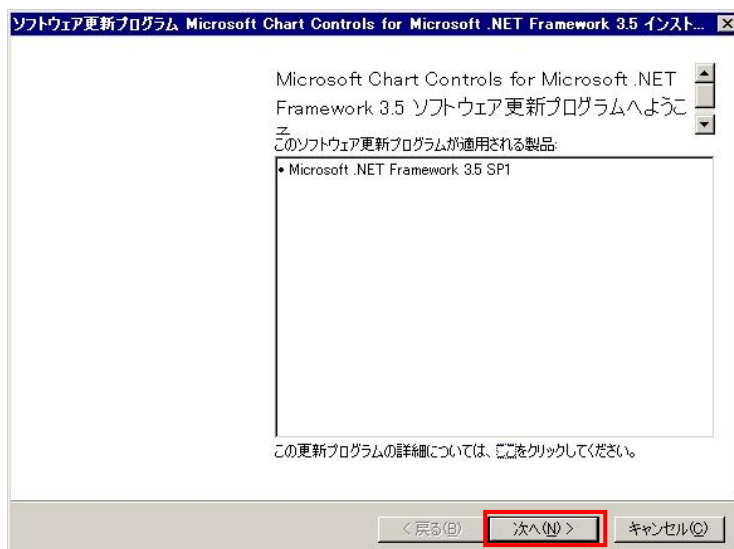 ソフトウェア更新プログラム Microsoft Chart Controls for Microsoft .NET Framework 3.5 インスト...
Microsoft Chart Controls for Microsoft .NET
Framework 3.5 ソフトウェア更新プログラムへようこ
そ
このソフトウェア更新プログラムが適用される製品:
• Microsoft .NET Framework 3.5 SP1
この更新プログラムの詳細については、ここをクリックしてください。
< 戻る(B)
次へ(N) >
キャンセル(C)